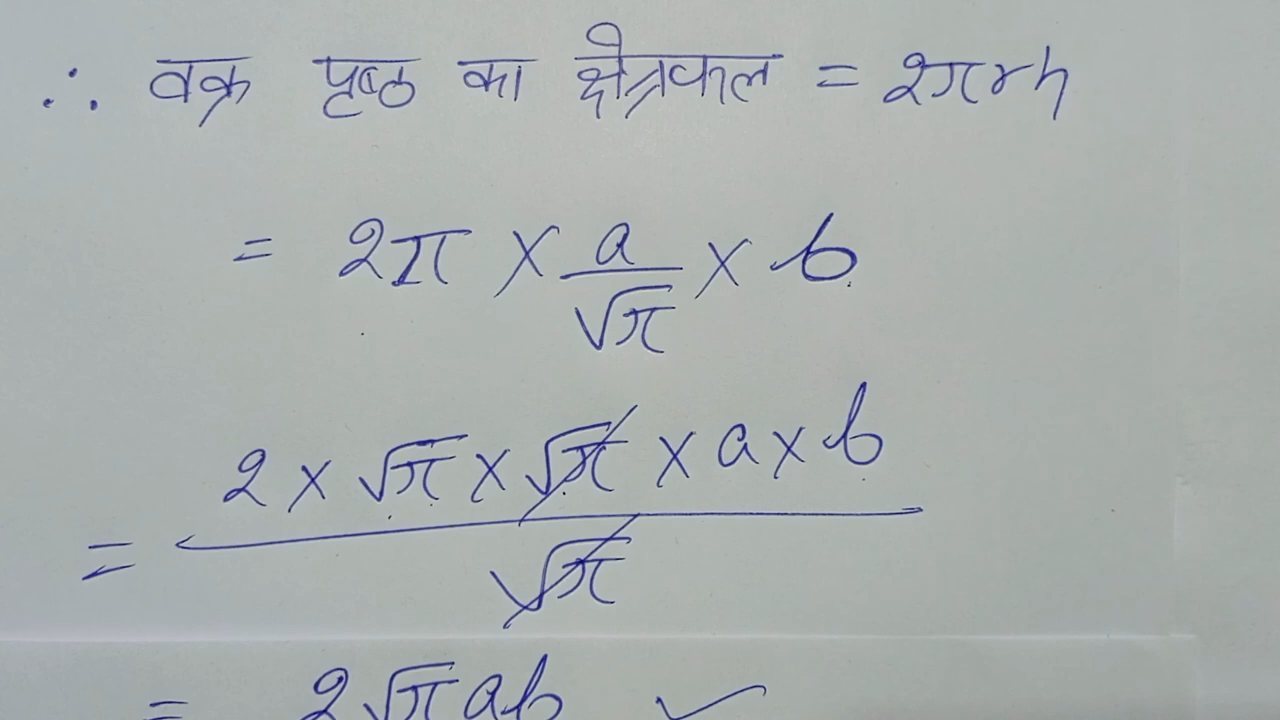 ∴ वक्र पृष्ठ का क्षेत्रफल = 2πrh
= 2π × a/√π × b
= 2 × √π × √π × a × b / √π
= 2√π ab ✓